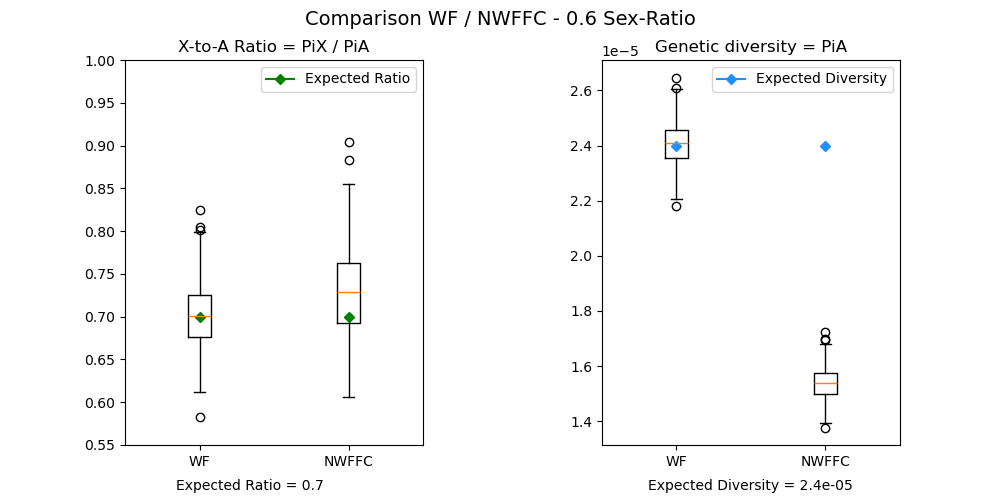 Comparison WF / NWFFC - 0.6 Sex-Ratio
X-to-A Ratio = PiX / PiA
1.00
0.95
0.90
0.85
0.80
0.75
0.70
0.65
0.60
0.55
Expected Ratio
WF
NWFFC
Expected Ratio = 0.7
Genetic diversity = PiA
1e−5
2.6
2.4
2.2
2.0
1.8
1.6
1.4
Expected Diversity
WF
NWFFC
Expected Diversity = 2.4e-05